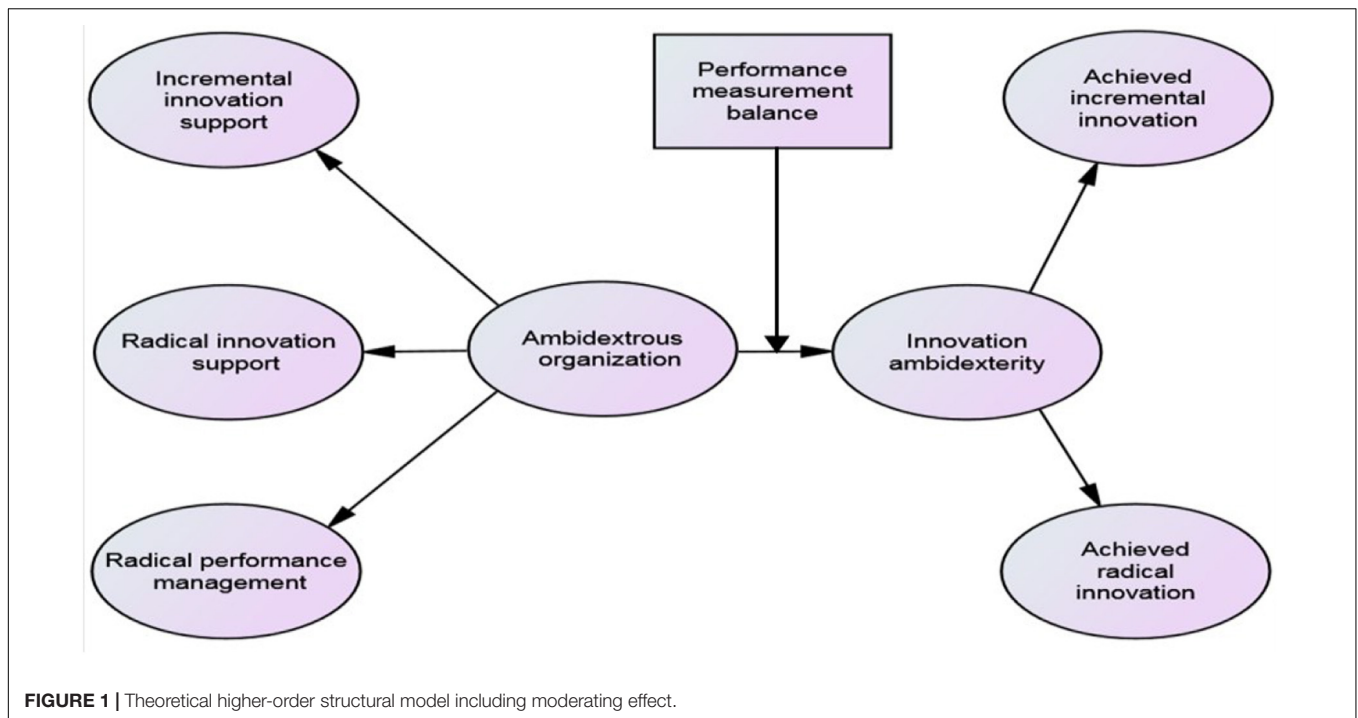 Incremental
innovation
support
Performance
measurement
balance
Achieved
incremental
innovation
Radical innovation
support
Ambidextrous
organization
Innovation
ambidexterity
Radical performance
management
Achieved
radical
innovation
FIGURE 1 | Theoretical higher-order structural model including moderating effect.